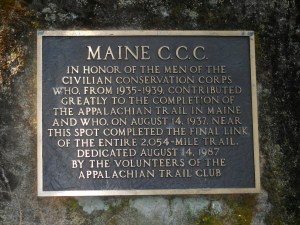 MAINE C.C.C.
IN HONOR OF THE MEN OF THE
CIVILIAN CONSERVATION CORPS
WHO, FROM 1935-1939, CONTRIBUTED
GREATLY TO THE COMPLETION OF
THE APPALACHIAN TRAIL IN MAINE
AND WHO, ON AUGUST 14, 1937, NEAR
THIS SPOT COMPLETED THE FINAL LINK
OF THE ENTIRE 2,054-MILE TRAIL.
DEDICATED AUGUST 14, 1987
BY THE VOLUNTEERS OF THE
APPALACHIAN TRAIL CLUB